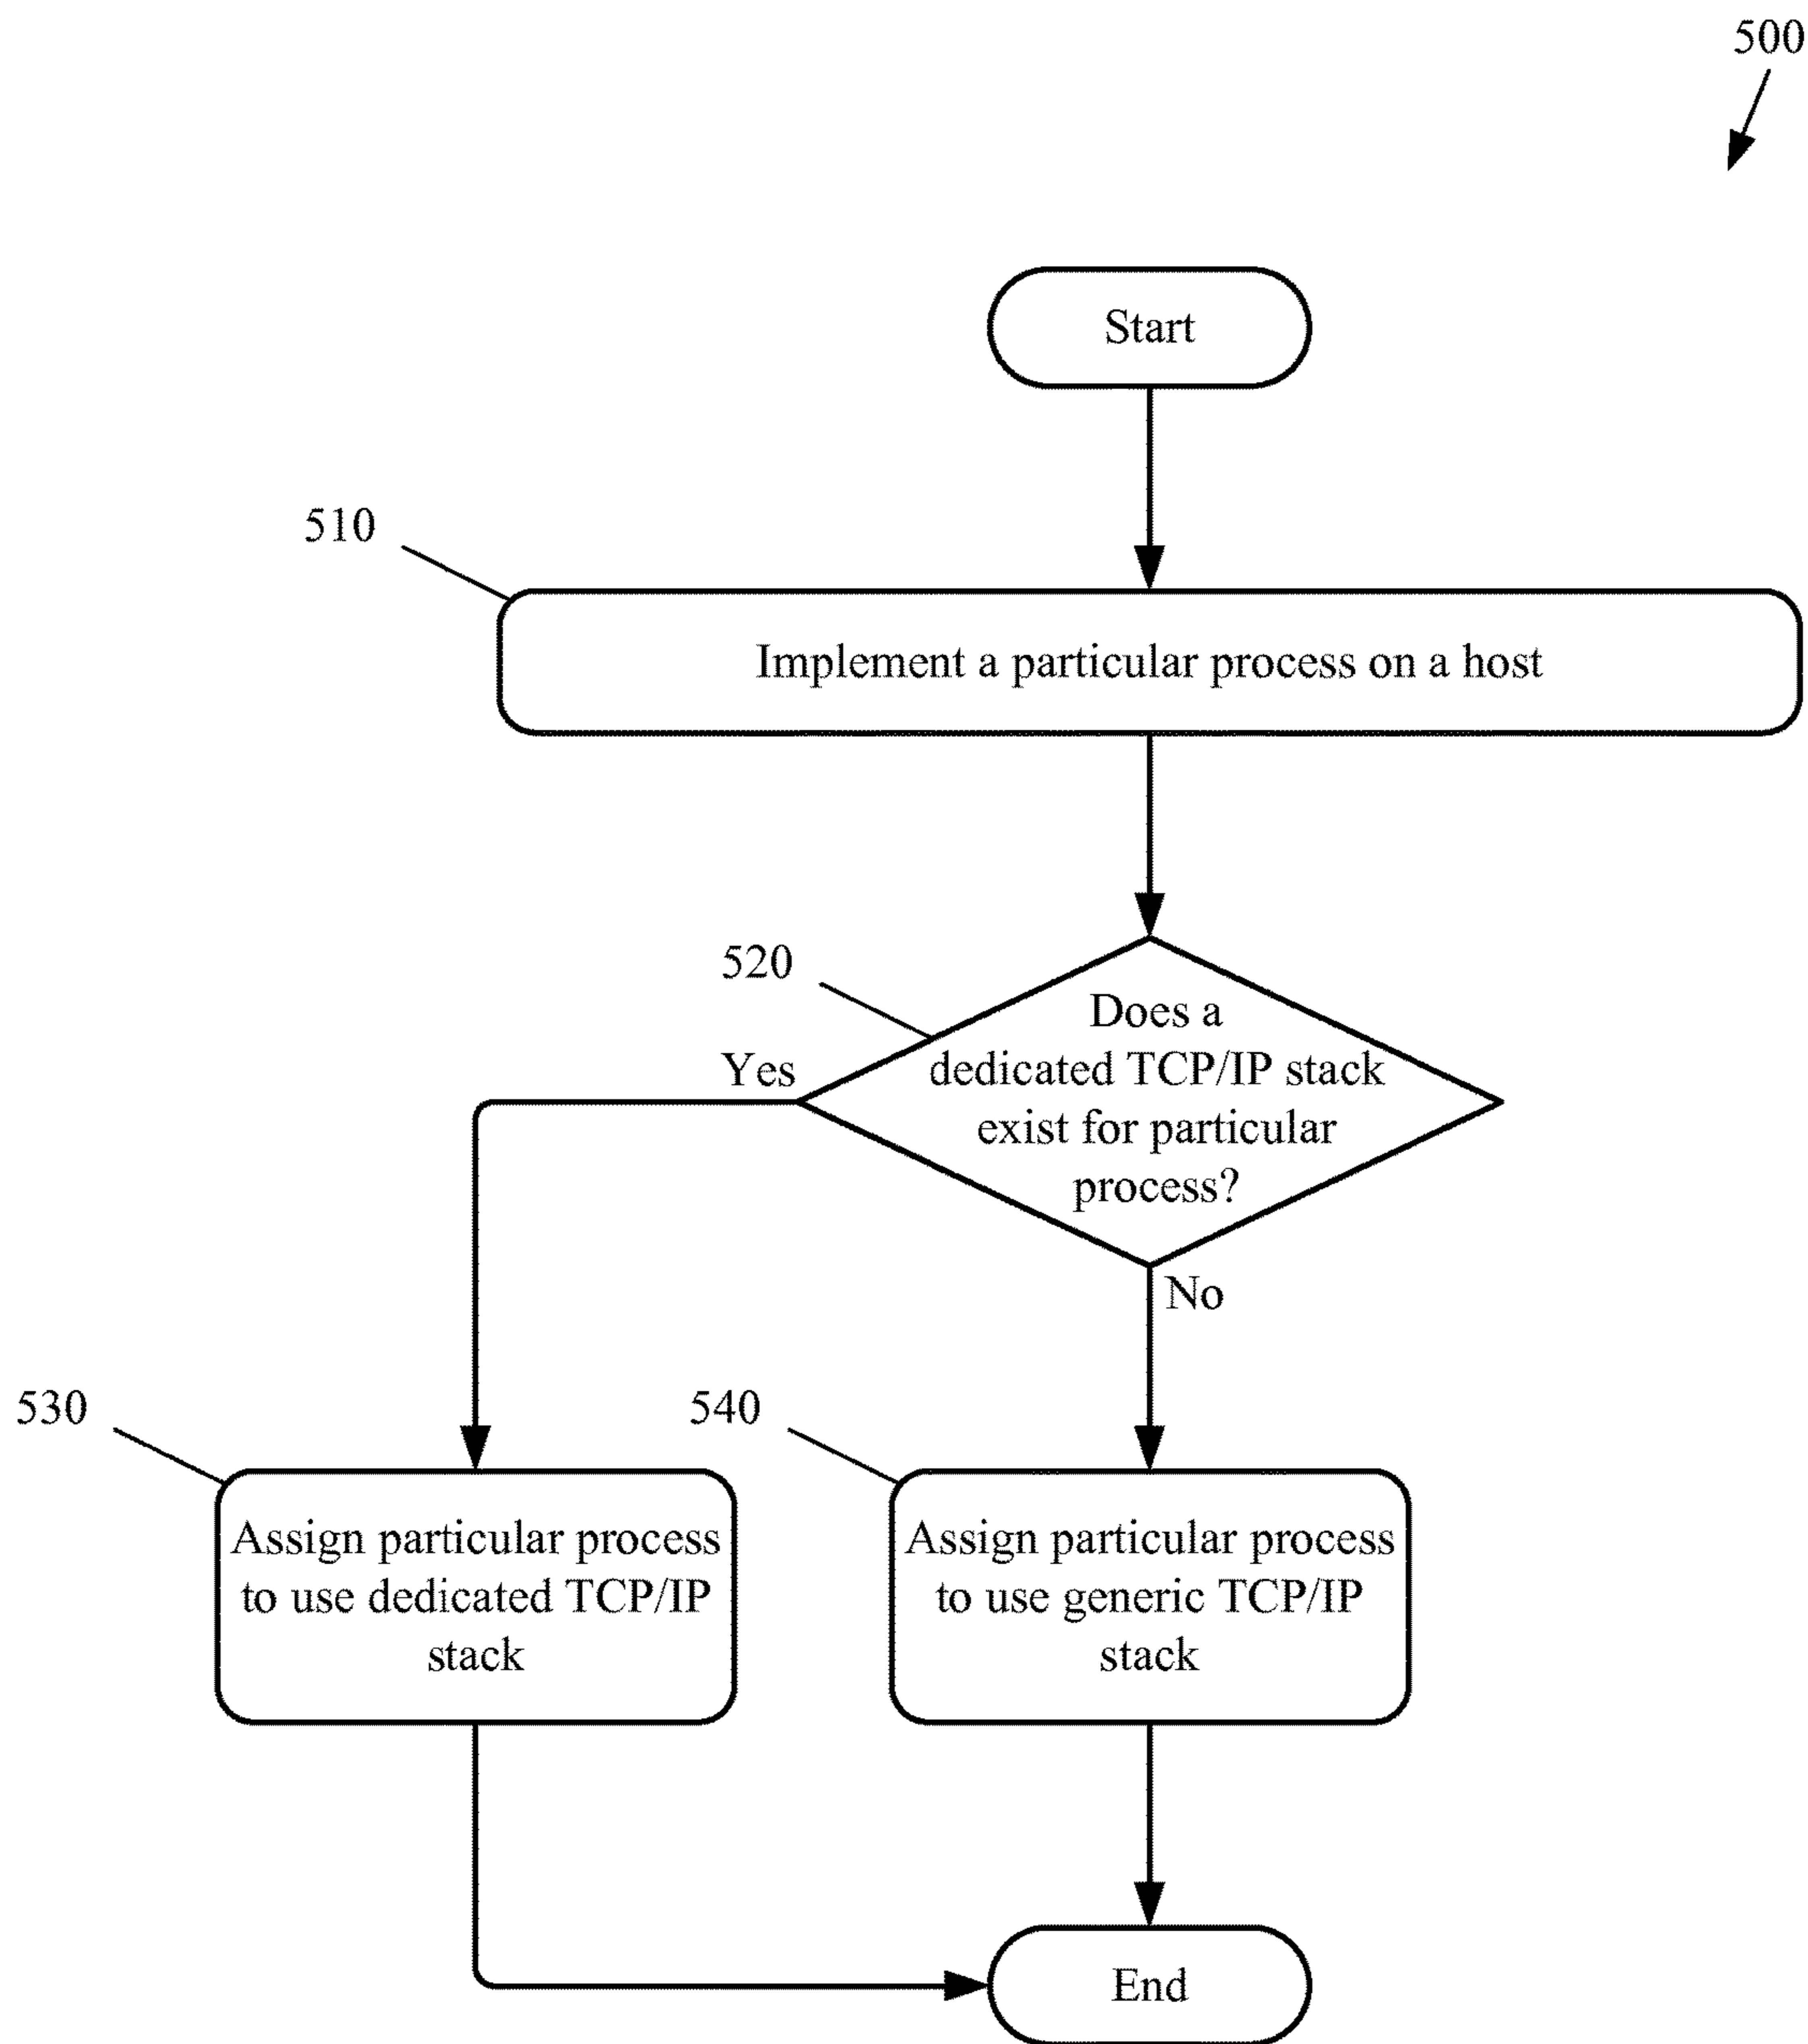 500
Start
510
Implement a particular process on a host
520
Does a
dedicated TCP/IP stack
exist for particular
process?
Yes
No
530
540
Assign particular process
to use dedicated TCP/IP
stack
Assign particular process
to use generic TCP/IP
stack
End